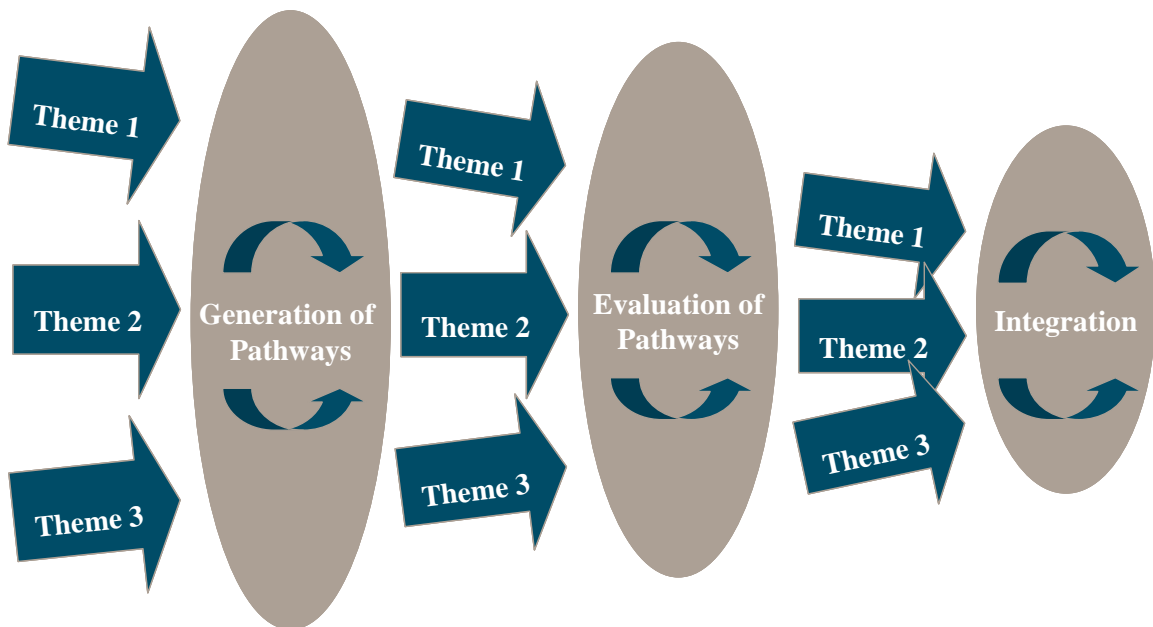 Theme 1
Theme 2
Theme 3
Generation of
Pathways
Theme 1
Theme 2
Theme 3
Evaluation of
Pathways
Theme 1
Theme 2
Theme 3
Integration